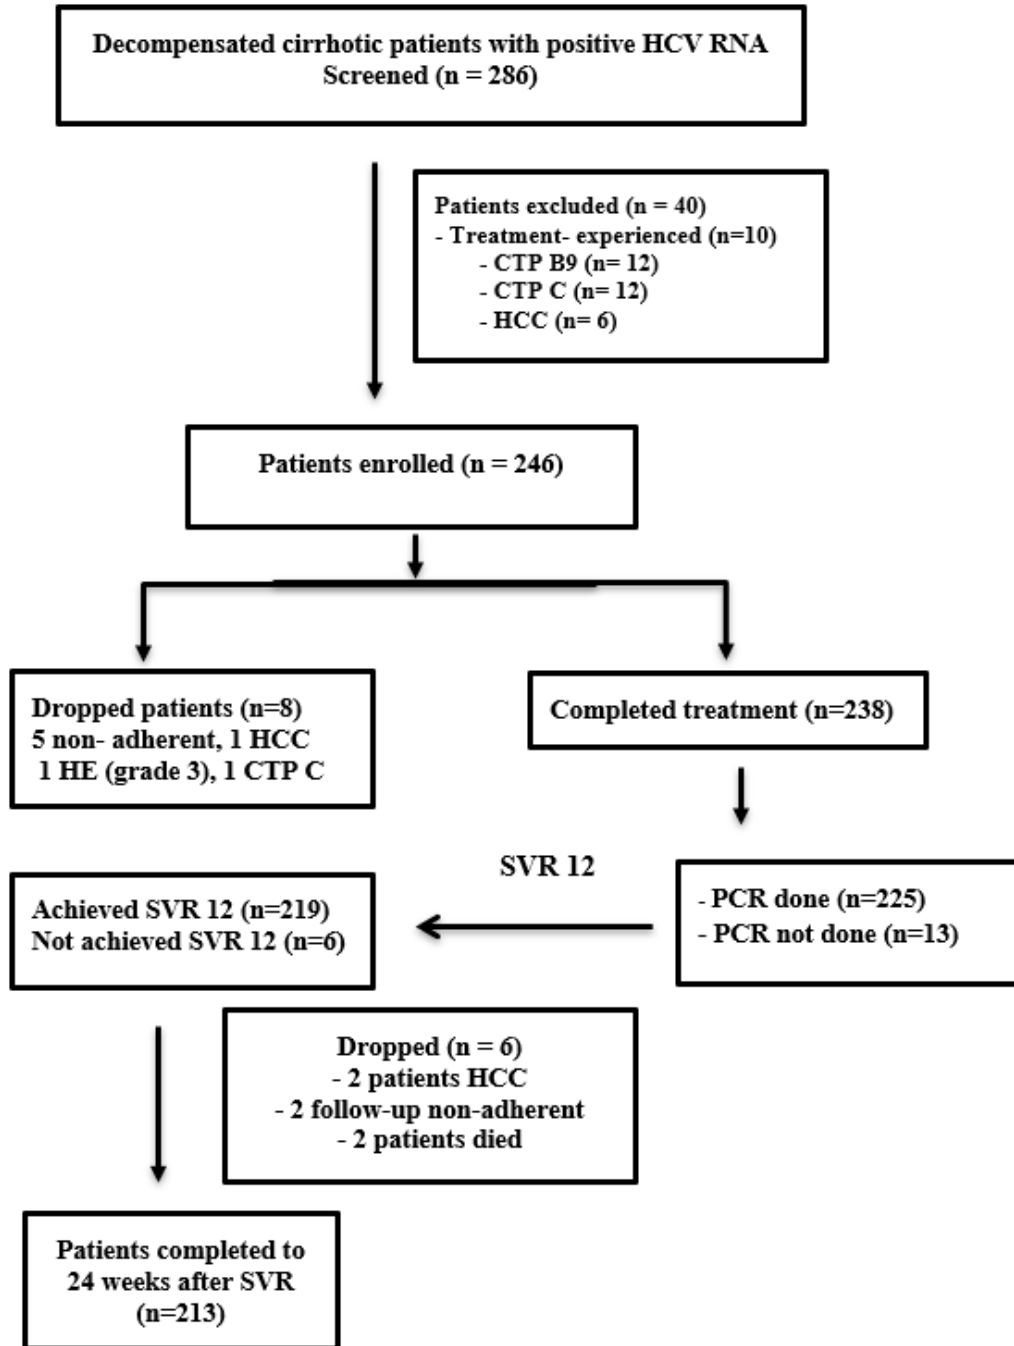 Decompensated cirrhotic patients with positive HCV RNA
Screened (n = 286)
Patients excluded (n = 40)
- Treatment- experienced (n=10)
- CTP B9 (n= 12)
- CTP C (n= 12)
- HCC (n= 6)
Patients enrolled (n = 246)
Dropped patients (n=8)
5 non- adherent, 1 HCC
1 HE (grade 3), 1 CTP C
Completed treatment (n=238)
- PCR done (n=225)
- PCR not done (n=13)
SVR 12
Achieved SVR 12 (n=219)
Not achieved SVR 12 (n=6)
Dropped (n = 6)
- 2 patients HCC
- 2 follow-up non-adherent
- 2 patients died
Patients completed to
24 weeks after SVR
(n=213)